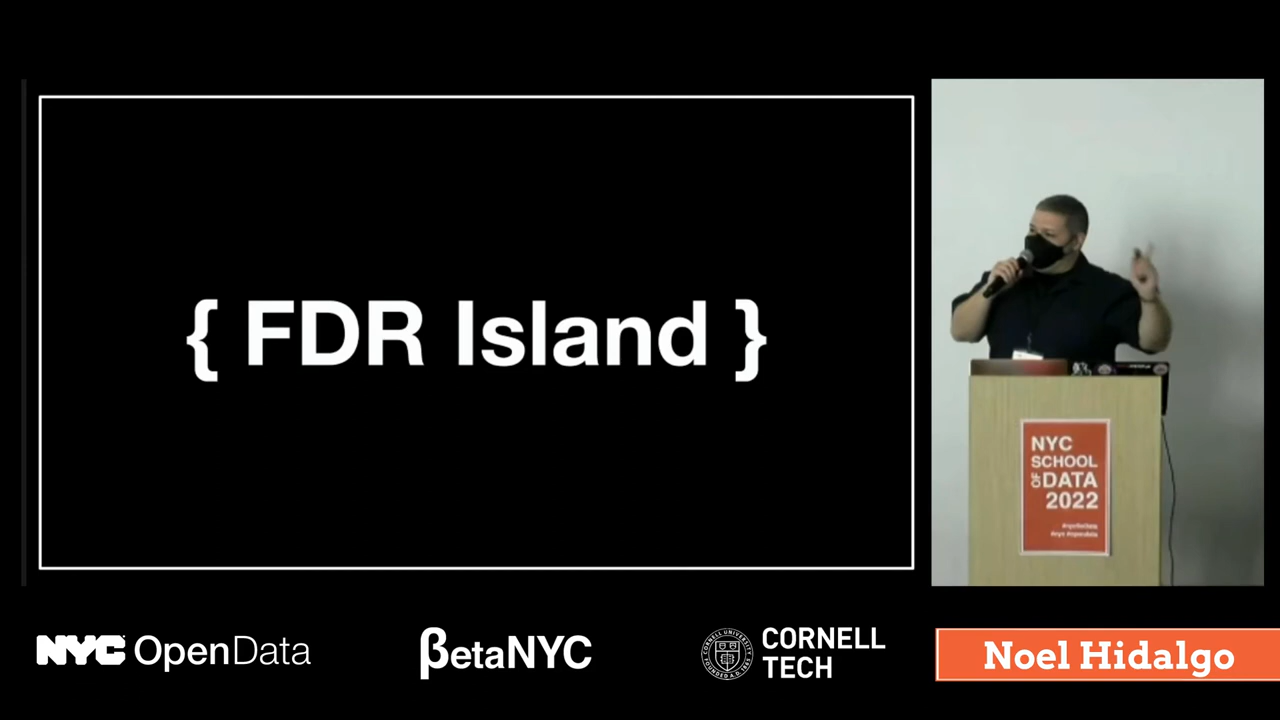 { FDR Island }
NYC
SCHOOL
OF DATA
2022
NYC OpenData
βetaNYC
CORNELL
TECH
Noel Hidalgo